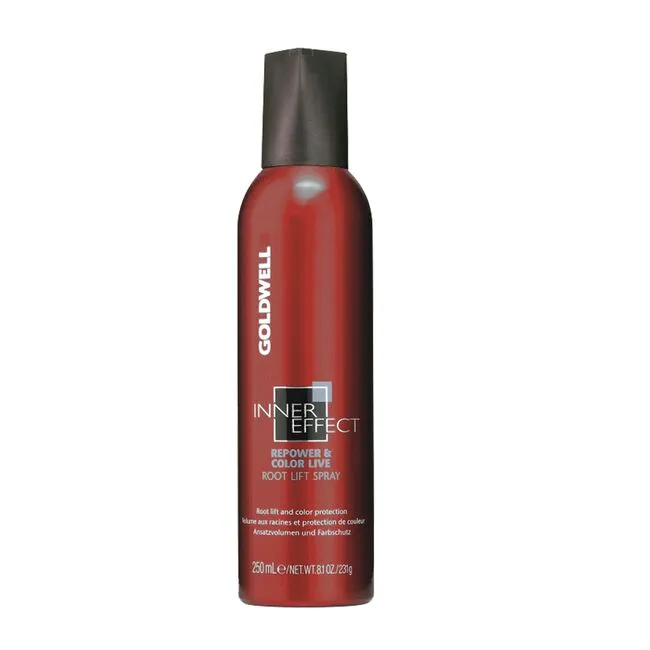 GOLDWELL
INNER
EFFECT
REPOWER &
COLOR LIVE
ROOT LIFT SPRAY
Root lift and color protection
Volume aux racines et protection de couleur
Ansatzvolumen und Farbschutz
250 mL℮/NET.WT.8.1 OZ./231g